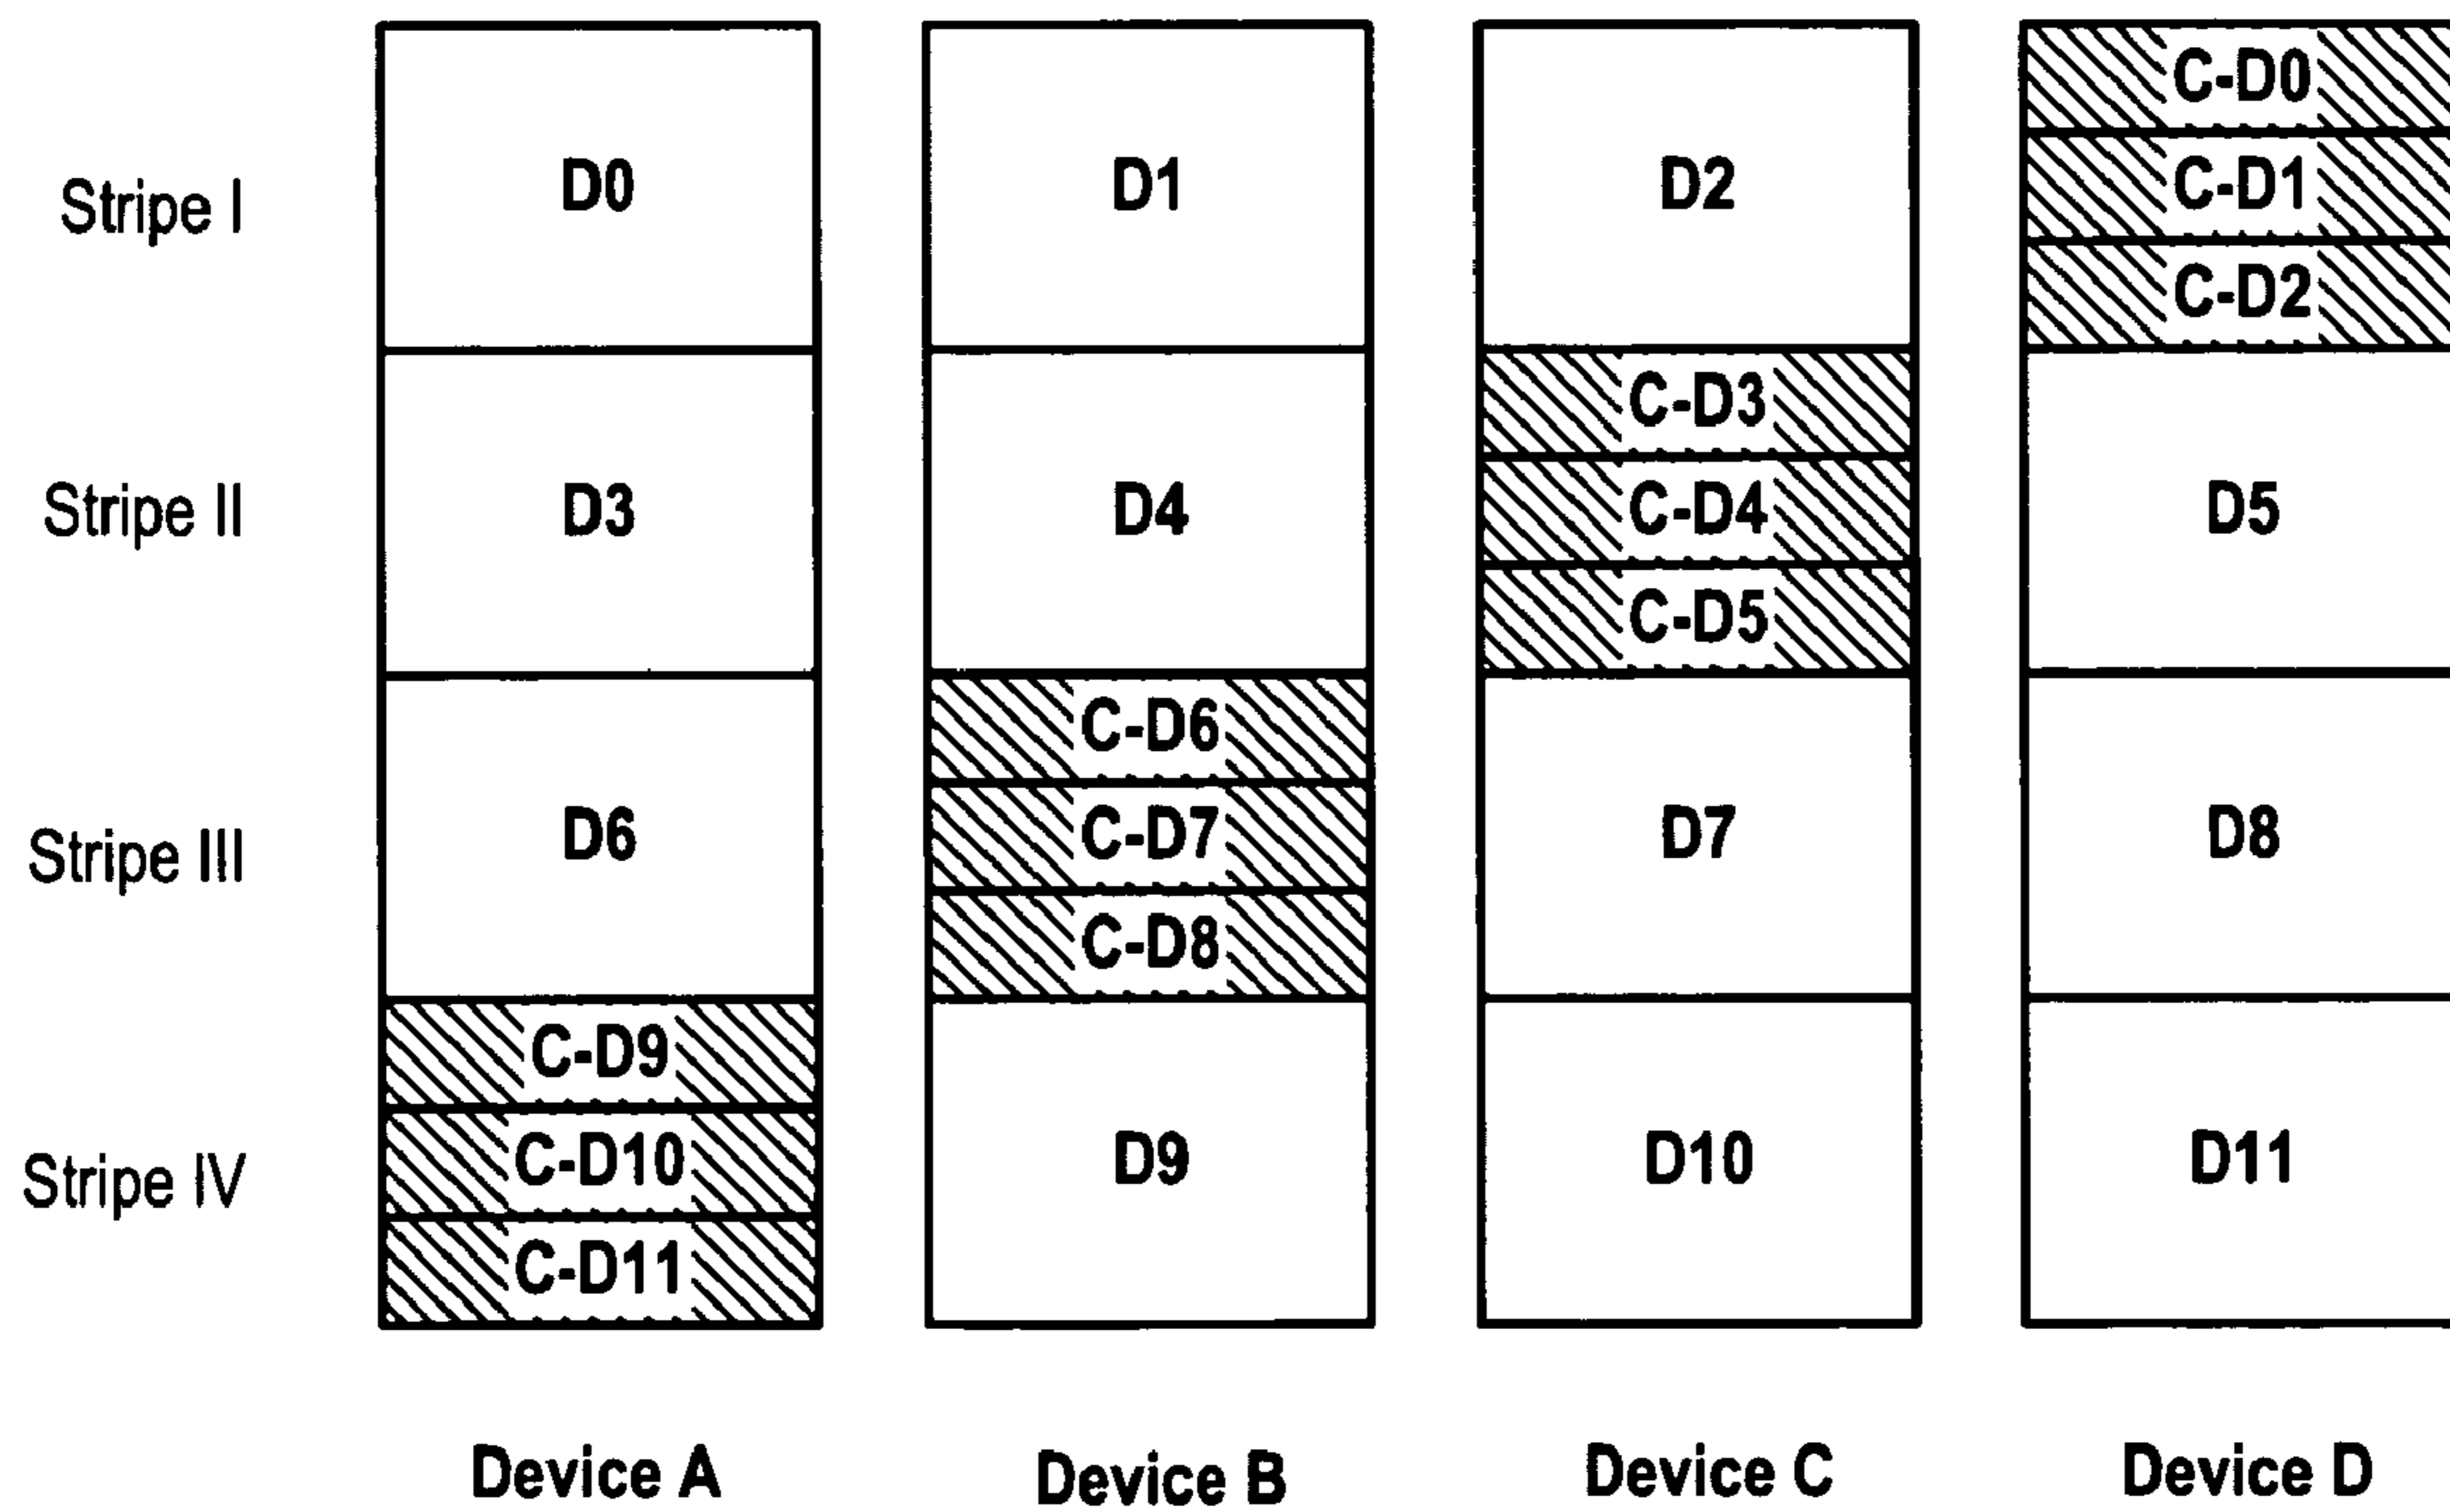 C-D0
Stripe I D0 D1 D2 C-D1
C-D2
C-D3
Stripe II D3 D4 C-D4 D5
C-D5
C-D6
Stripe III D6 C-D7 D7 D8
C-D8
C-D9
Stripe IV C-D10 D9 D10 D11
C-D11
Device A Device B Device C Device D